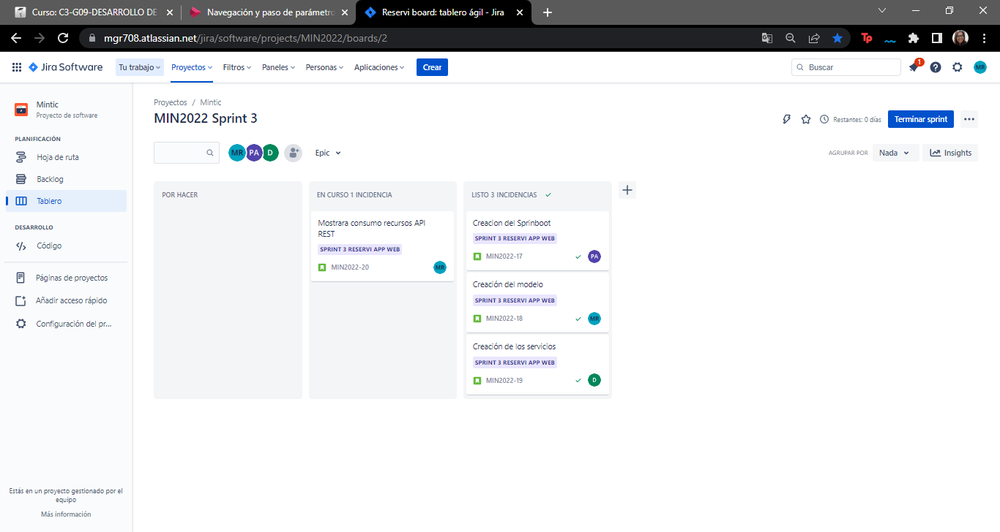 Curso: C3-G09-DESARROLLO DE
Navegación y paso de parámetro
Reservi board: tablero ágil - Jira
mgr708.atlassian.net/jira/software/projects/MIN2022/boards/2
Tp
Jira Software
Tu trabajo
Proyectos
Filtros
Paneles
Personas
Aplicaciones
Crear
Buscar
1
MR
Mintic
Proyecto de software
PLANIFICACIÓN
Hoja de ruta
Backlog
Tablero
DESARROLLO
Código
Páginas de proyectos
Añadir acceso rápido
Configuración del pr...
Estás en un proyecto gestionado por el
equipo
Más información
Proyectos / Mintic
MIN2022 Sprint 3
Restantes: 0 días
Terminar sprint
MR PA D
Epic
AGRUPAR POR
Nada
Insights
POR HACER
EN CURSO 1 INCIDENCIA
Mostrara consumo recursos API
REST
SPRINT 3 RESERVI APP WEB
MIN2022-20
MR
LISTO 3 INCIDENCIAS
Creacion del Sprinboot
SPRINT 3 RESERVI APP WEB
MIN2022-17
PA
Creación del modelo
SPRINT 3 RESERVI APP WEB
MIN2022-18
MR
Creación de los servicios
SPRINT 3 RESERVI APP WEB
MIN2022-19
D